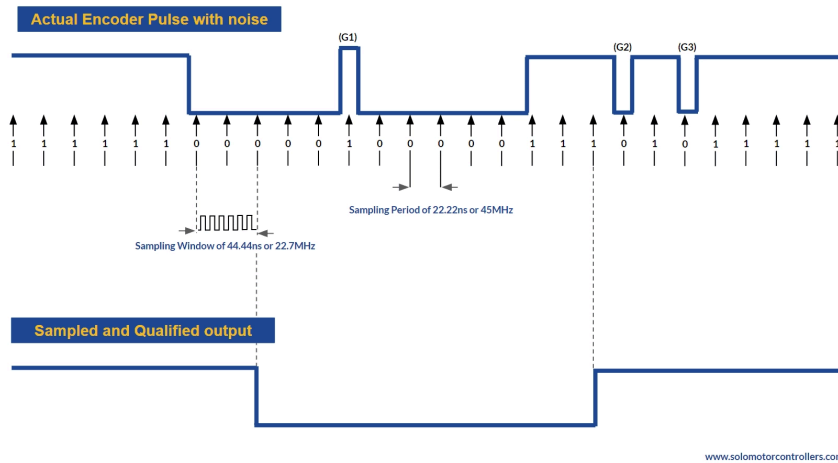 Actual Encoder Pulse with noise
(G1)
(G2) (G3)
1 1 1 1 1 1 0 0 0 0 0 1 0 0 0 0 0 1 1 1 0 1 0 1 1 1 1 1
Sampling Period of 22.22ns or 45MHz
Sampling Window of 44.44ns or 22.7MHz
Sampled and Qualified output
www.solomotorcontrollers.com